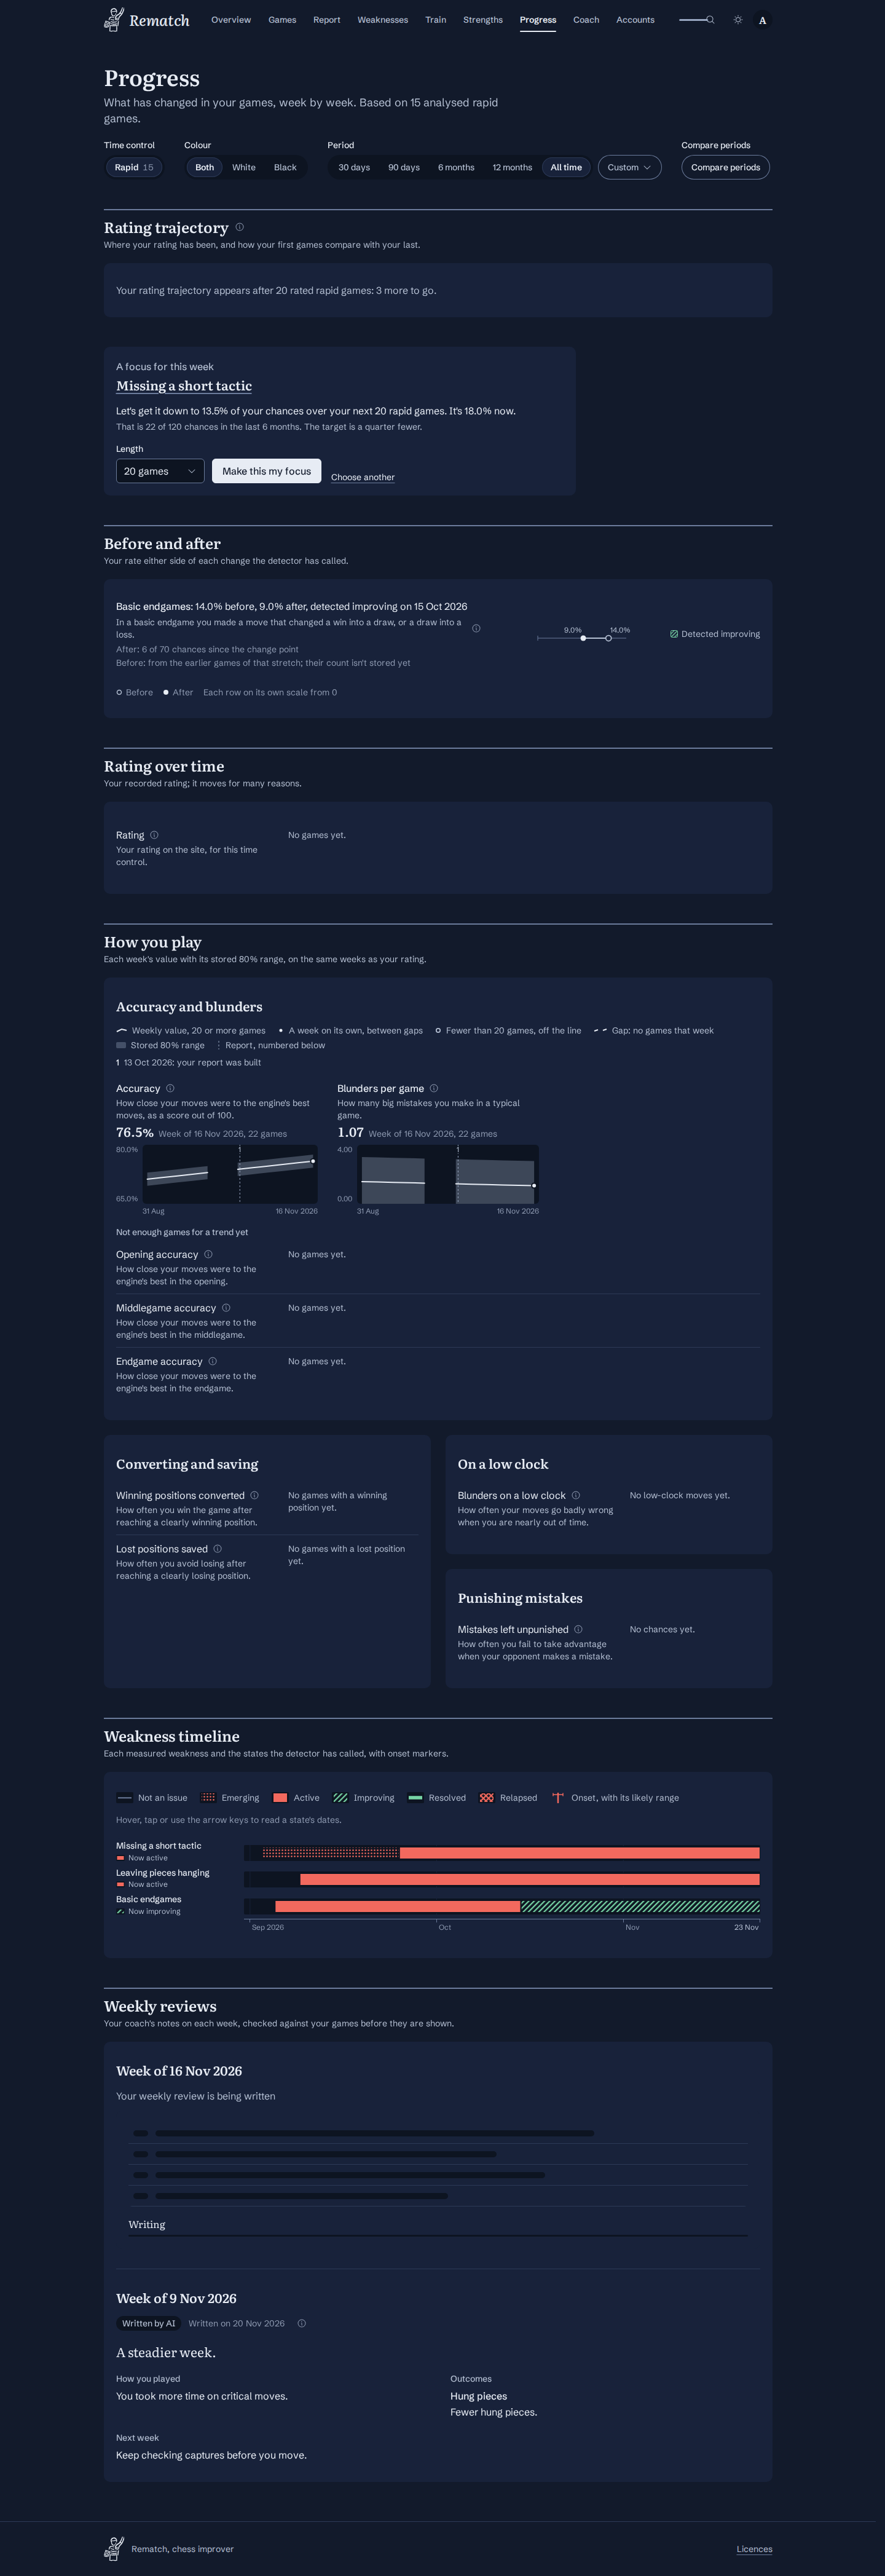 Rematch
Overview Games Report Weaknesses Train Strengths Progress Coach Accounts
A
Progress
What has changed in your games, week by week. Based on 15 analysed rapid
games.
Time control Colour Period Compare periods
Rapid 15 Both White Black 30 days 90 days 6 months 12 months All time Custom Compare periods
Rating trajectory
Where your rating has been, and how your first games compare with your last.
Your rating trajectory appears after 20 rated rapid games: 3 more to go.
A focus for this week
Missing a short tactic
Let's get it down to 13.5% of your chances over your next 20 rapid games. It's 18.0% now.
That is 22 of 120 chances in the last 6 months. The target is a quarter fewer.
Length
20 games Make this my focus Choose another
Before and after
Your rate either side of each change the detector has called.
Basic endgames: 14.0% before, 9.0% after, detected improving on 15 Oct 2026
In a basic endgame you made a move that changed a win into a draw, or a draw into a
loss.
9.0% 14.0% Detected improving
After: 6 of 70 chances since the change point
Before: from the earlier games of that stretch; their count isn't stored yet
Before After Each row on its own scale from 0
Rating over time
Your recorded rating; it moves for many reasons.
Rating No games yet.
Your rating on the site, for this time
control.
How you play
Each week's value with its stored 80% range, on the same weeks as your rating.
Accuracy and blunders
Weekly value, 20 or more games A week on its own, between gaps Fewer than 20 games, off the line Gap: no games that week
Stored 80% range Report, numbered below
1 13 Oct 2026: your report was built
Accuracy Blunders per game
How close your moves were to the engine's best
moves, as a score out of 100.
How many big mistakes you make in a typical
game.
76.5% Week of 16 Nov 2026, 22 games
1.07 Week of 16 Nov 2026, 22 games
80.0% 1 4.00 1
65.0% 0.00
31 Aug 16 Nov 2026 31 Aug 16 Nov 2026
Not enough games for a trend yet
Opening accuracy No games yet.
How close your moves were to the
engine's best in the opening.
Middlegame accuracy No games yet.
How close your moves were to the
engine's best in the middlegame.
Endgame accuracy No games yet.
How close your moves were to the
engine's best in the endgame.
Converting and saving
Winning positions converted No games with a winning
position yet.
How often you win the game after
reaching a clearly winning position.
Lost positions saved No games with a lost position
yet.
How often you avoid losing after
reaching a clearly losing position.
On a low clock
Blunders on a low clock No low-clock moves yet.
How often your moves go badly wrong
when you are nearly out of time.
Punishing mistakes
Mistakes left unpunished No chances yet.
How often you fail to take advantage
when your opponent makes a mistake.
Weakness timeline
Each measured weakness and the states the detector has called, with onset markers.
Not an issue Emerging Active Improving Resolved Relapsed Onset, with its likely range
Hover, tap or use the arrow keys to read a state's dates.
Missing a short tactic
Now active
Leaving pieces hanging
Now active
Basic endgames
Now improving
Sep 2026 Oct Nov 23 Nov
Weekly reviews
Your coach's notes on each week, checked against your games before they are shown.
Week of 16 Nov 2026
Your weekly review is being written
Writing
Week of 9 Nov 2026
Written by AI Written on 20 Nov 2026
A steadier week.
How you played
You took more time on critical moves.
Outcomes
Hung pieces
Fewer hung pieces.
Next week
Keep checking captures before you move.
Rematch, chess improver Licences